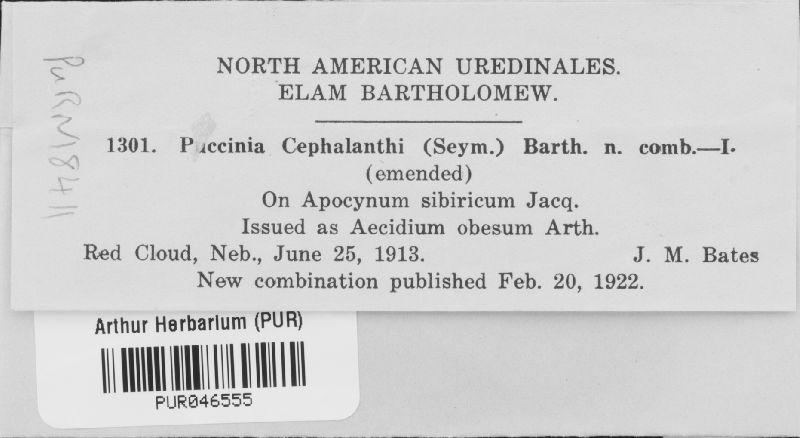 PURN1841
NORTH AMERICAN UREDINALES.
ELAM BARTHOLOMEW.
1301. Puccinia Cephalanthi (Seym.) Barth. n. comb.—I.
(emended)
On Apocynum sibiricum Jacq.
Issued as Aecidium obesum Arth.
Red Cloud, Neb., June 25, 1913. J. M. Bates
New combination published Feb. 20, 1922.
Arthur Herbarium (PUR)
PUR046555